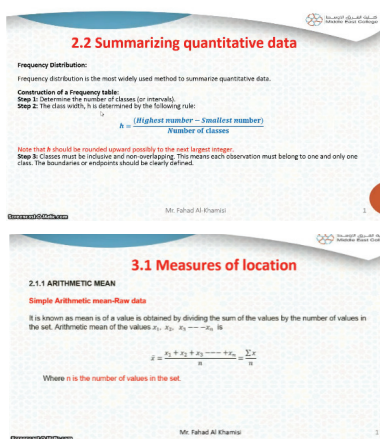 Middle East College
2.2 Summarizing quantitative data
Frequency Distribution:
Frequency distribution is the most widely used method to summarize quantitative data.
Construction of a Frequency table:
Step 1: Determine the number of classes (or intervals).
Step 2: The class width, h is determined by the following rule:
h = (Highest number − Smallest number) / Number of classes
Note that h should be rounded upward possibly to the next largest integer.
Step 3: Classes must be inclusive and non-overlapping. This means each observation must belong to one and only one
class. The boundaries or endpoints should be clearly defined.
Mr. Fahad Al-Khamisi
1
Middle East Coll
3.1 Measures of location
2.1.1 ARITHMETIC MEAN
Simple Arithmetic mean-Raw data
It is known as mean is of a value is obtained by dividing the sum of the values by the number of values in
the set. Arithmetic mean of the values x₁, x₂, x₃ −−−xₙ is
x̄ = (x₁ + x₂ + x₃ −−−− +xₙ) / n = ∑x / n
Where n is the number of values in the set.
Mr. Fahad Al Khamisi
1